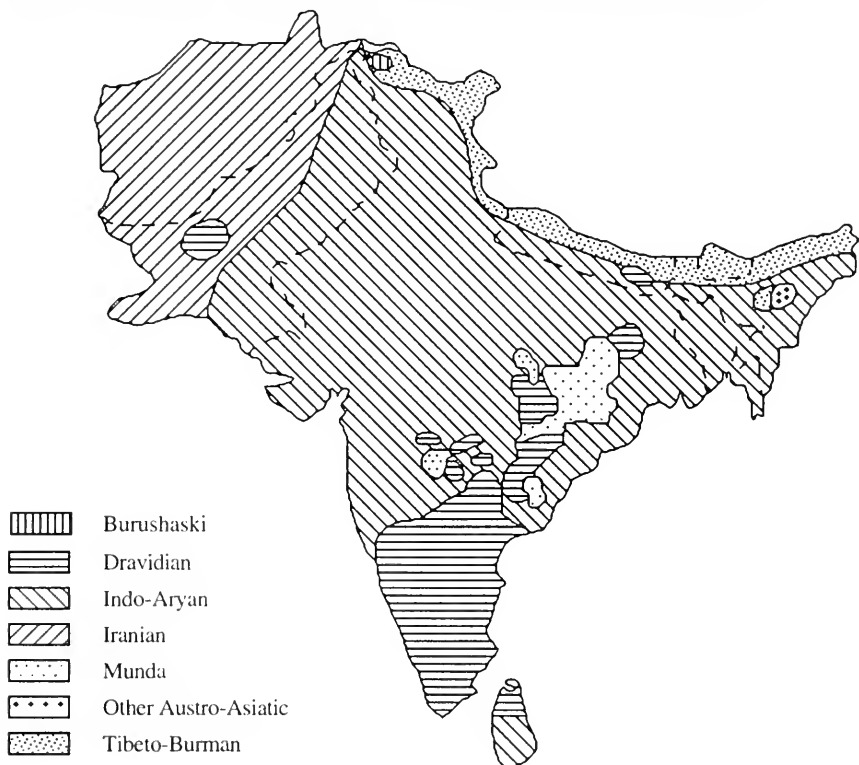 Burushaski
Dravidian
Indo-Aryan
Iranian
Munda
Other Austro-Asiatic
Tibeto-Burman